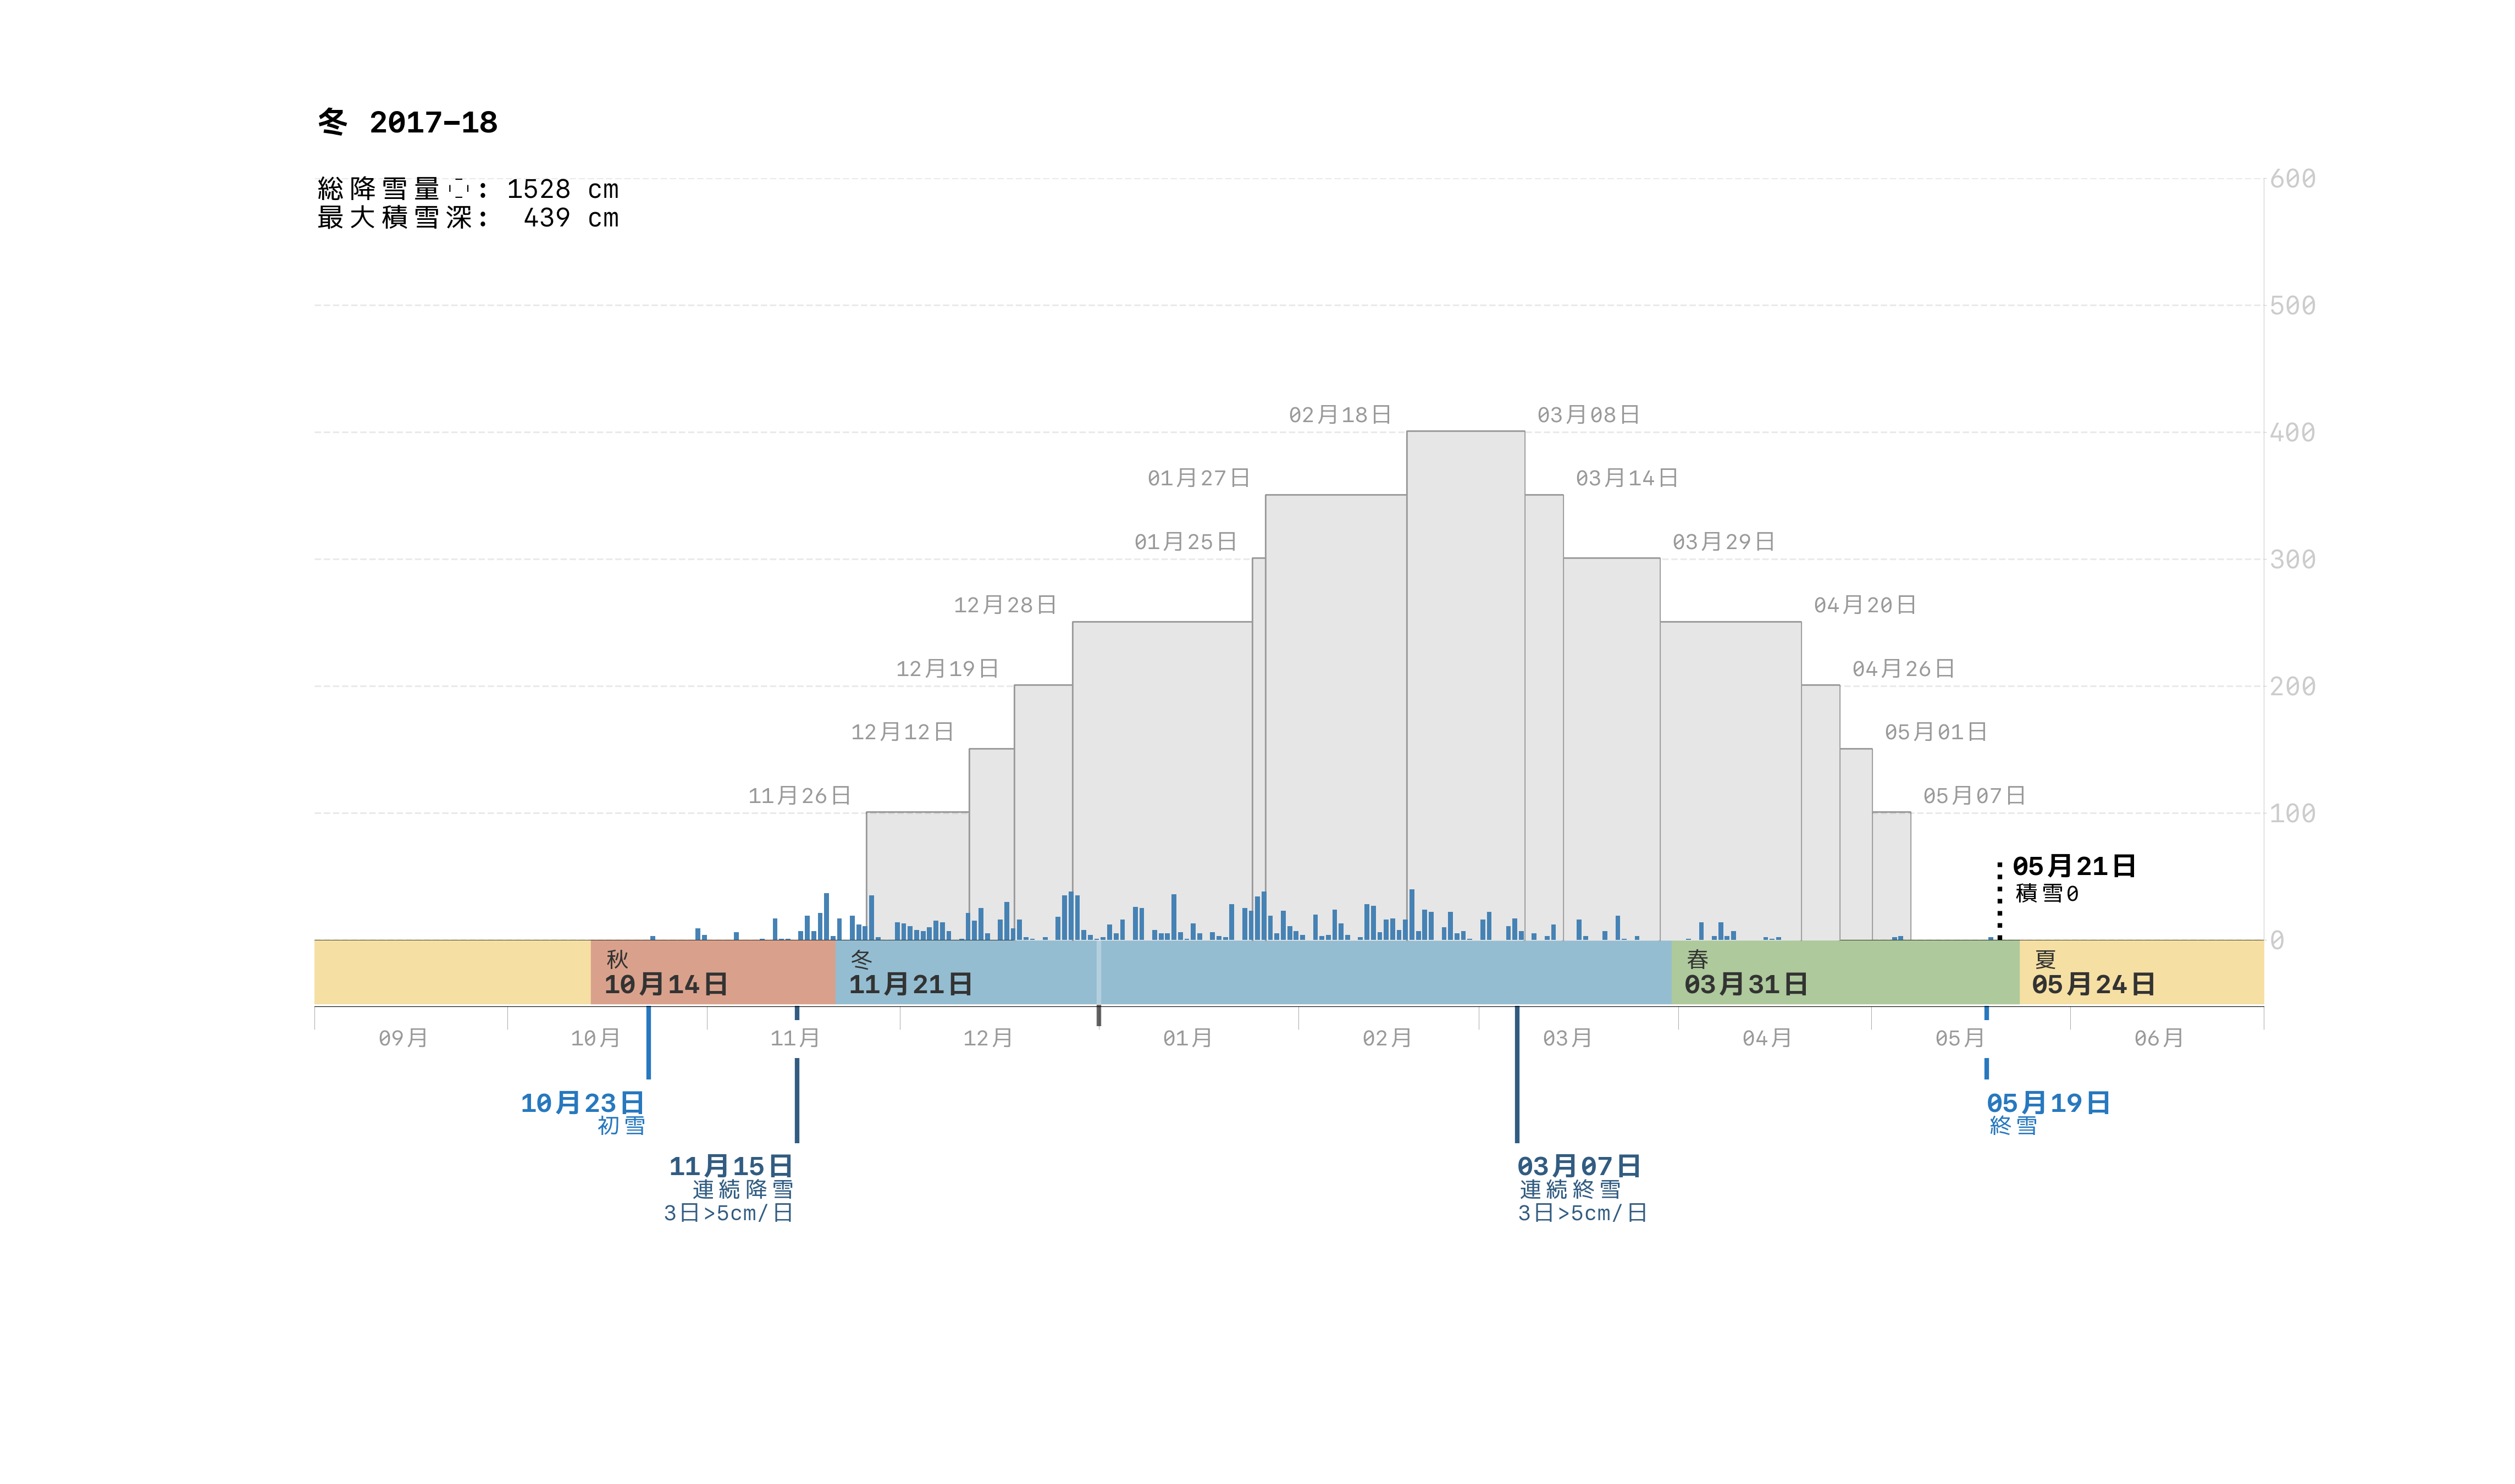 冬 2017−18
総降雪量 : 1528 cm
最大積雪深: 439 cm
600
500
400
300
200
100
0
02月18日
03月08日
01月27日
03月14日
01月25日
03月29日
12月28日
04月20日
12月19日
04月26日
12月12日
05月01日
11月26日
05月07日
05月21日
積雪0
秋
10月14日
冬
11月21日
春
03月31日
夏
05月24日
09月
10月
11月
12月
01月
02月
03月
04月
05月
06月
10月23日
初雪
05月19日
終雪
11月15日
連続降雪
3日>5cm/日
03月07日
連続終雪
3日>5cm/日